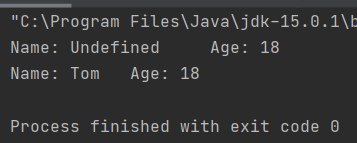 "C:\Program Files\Java\jdk-15.0.1\b
Name: Undefined     Age: 18
Name: Tom   Age: 18
Process finished with exit code 0